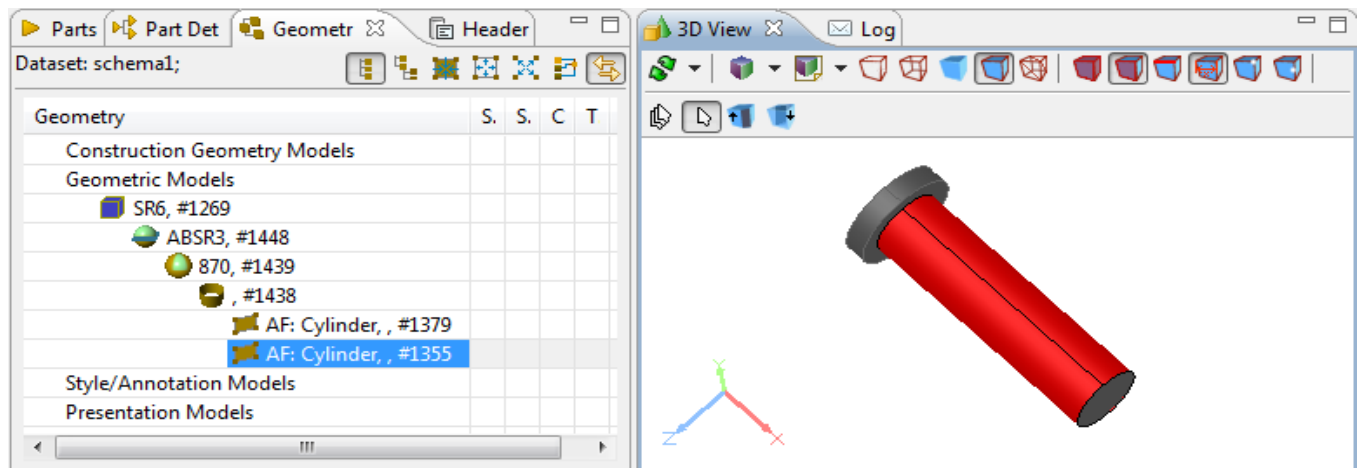 Parts Part Det Geometr Header
Dataset: schema1;
Geometry S. S. C T
Construction Geometry Models
Geometric Models
SR6, #1269
ABSR3, #1448
870, #1439
, #1438
AF: Cylinder, , #1379
AF: Cylinder, , #1355
Style/Annotation Models
Presentation Models
3D View Log
Y
Z
X